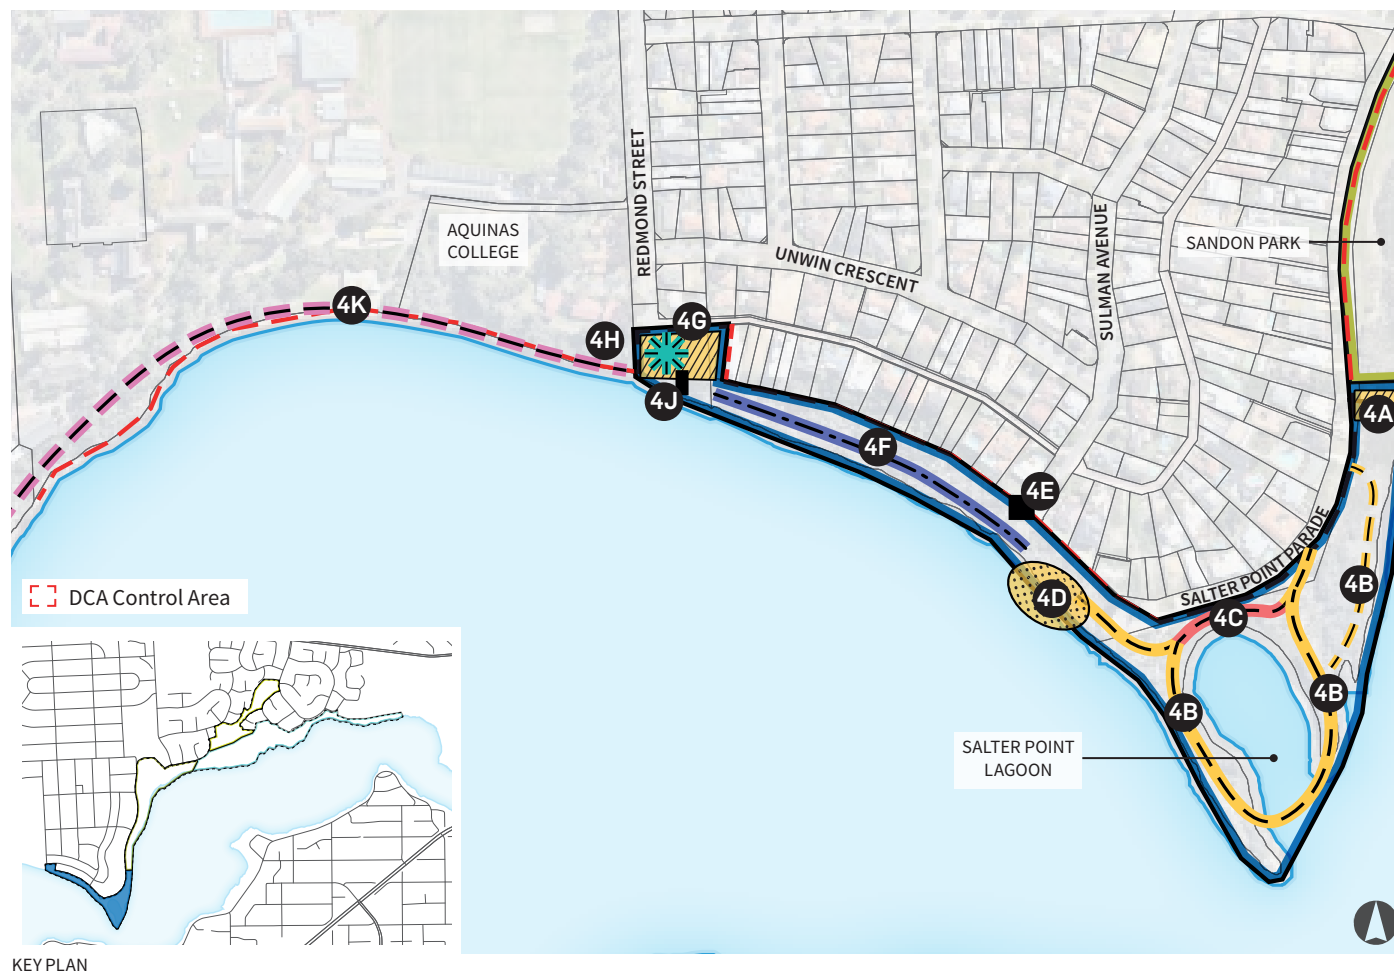 REDMOND STREET
AQUINAS
COLLEGE
UNWIN CRESCENT
SULMAN AVENUE
SANDON PARK
4K
4H
4G
4J
4A
4F
4E
SALTER POINT PARADE
4D
4B
4C
4B
4B
SALTER POINT
LAGOON
DCA Control Area
KEY PLAN